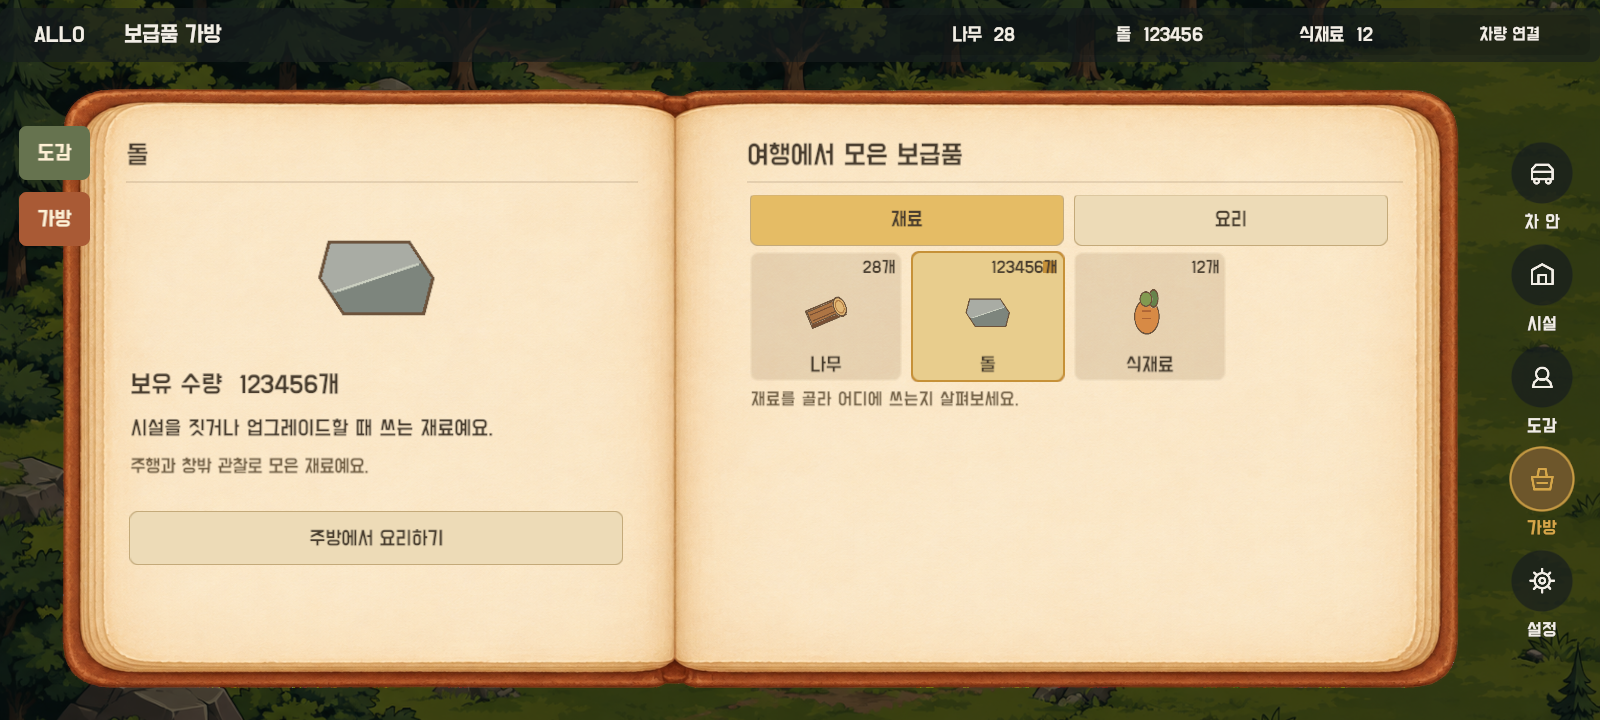 ALLO 보급품 가방 나무 28 돌 123456 식재료 12 차량 연결
도감
가방
돌
보유 수량 123456개
시설을 짓거나 업그레이드할 때 쓰는 재료예요.
주행과 창밖 관찰로 모은 재료예요.
주방에서 요리하기
여행에서 모은 보급품
재료 요리
28개 123456개 12개
나무 돌 식재료
재료를 골라 어디에 쓰는지 살펴보세요.
차 안
시설
도감
가방
설정